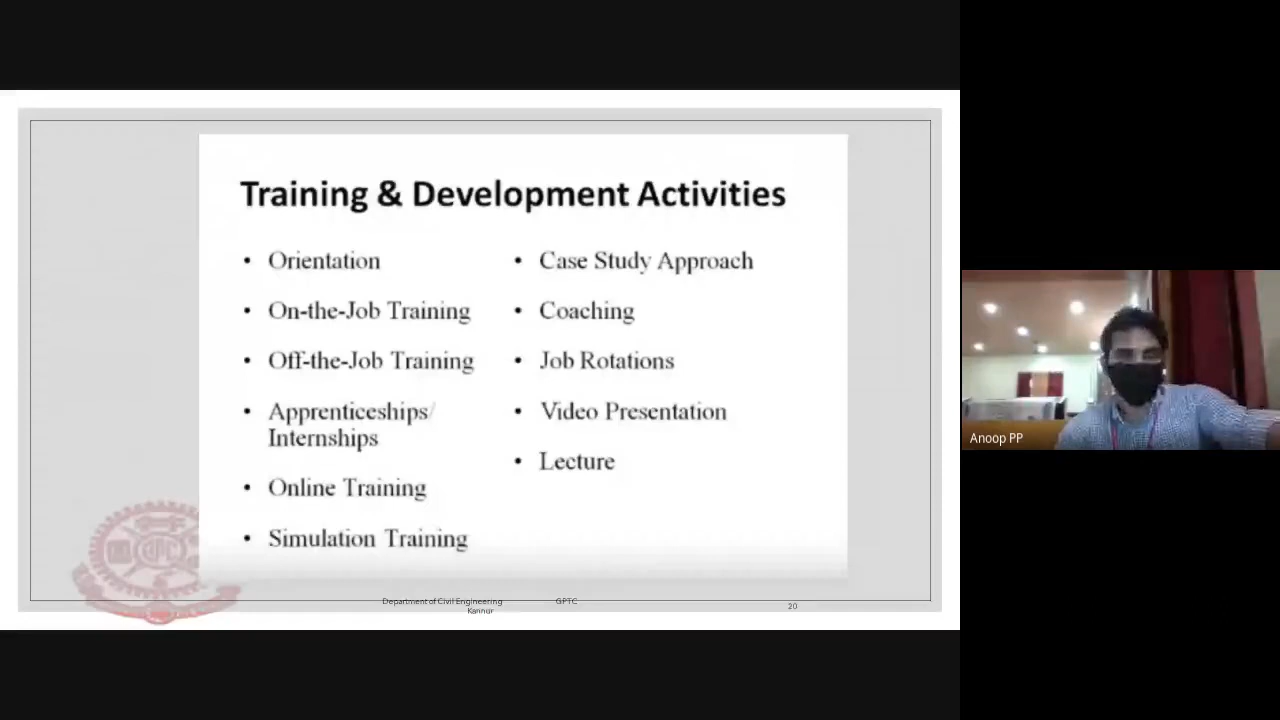 Training & Development Activities
• Orientation
• On-the-Job Training
• Off-the-Job Training
• Apprenticeships/
Internships
• Online Training
• Simulation Training
• Case Study Approach
• Coaching
• Job Rotations
• Video Presentation
• Lecture
GPTC
Department of Civil Engineering GPTC
Kannur
20
Anoop PP